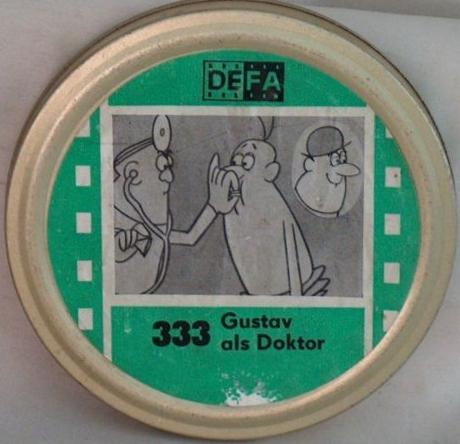 DEFA
333 Gustav
als Doktor